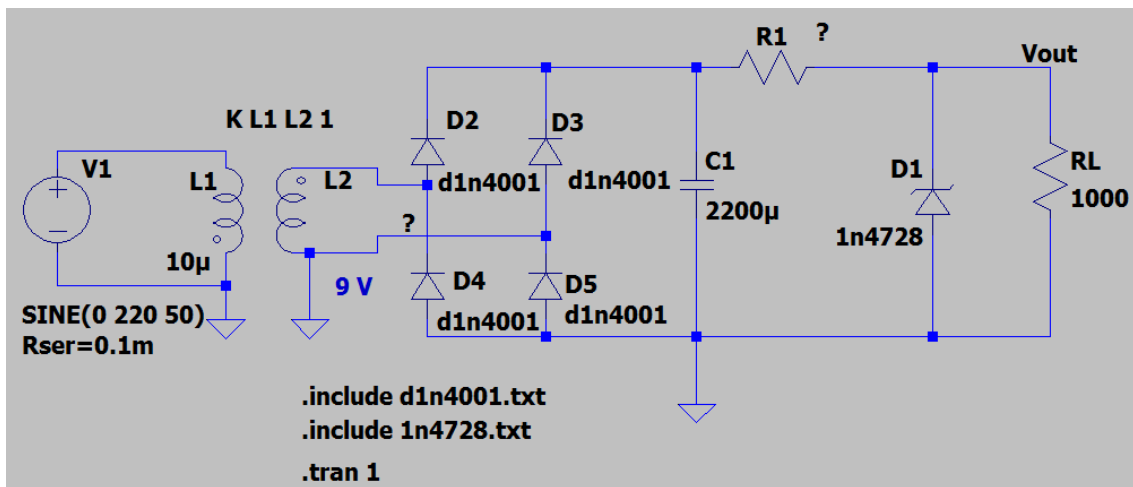 R1 ?
Vout
K L1 L2 1
D2
D3
V1
L1
L2
d1n4001
d1n4001
C1
D1
RL
2200µ
1000
?
10µ
1n4728
9 V
D4
D5
SINE(0 220 50)
d1n4001
d1n4001
Rser=0.1m
.include d1n4001.txt
.include 1n4728.txt
.tran 1